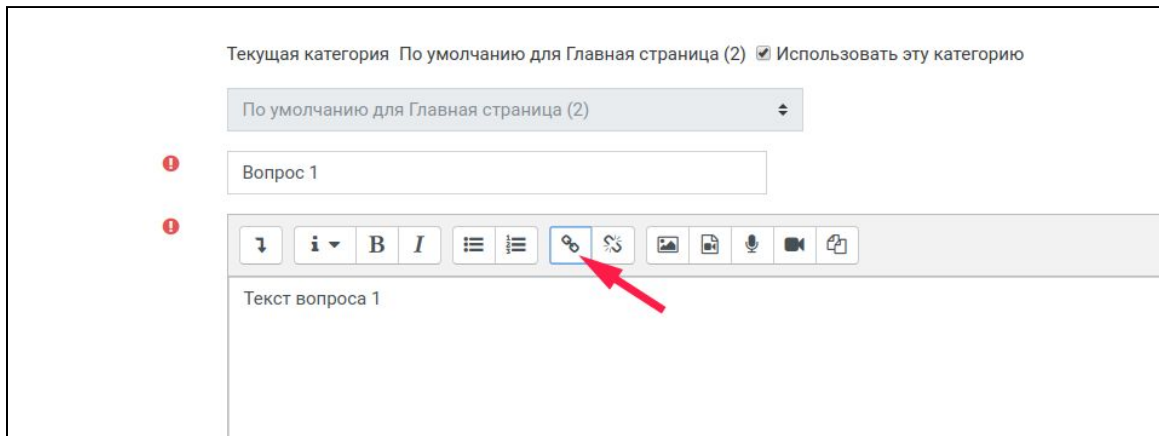 Текущая категория По умолчанию для Главная страница (2) Использовать эту категорию
По умолчанию для Главная страница (2)
Вопрос 1
B I
Текст вопроса 1